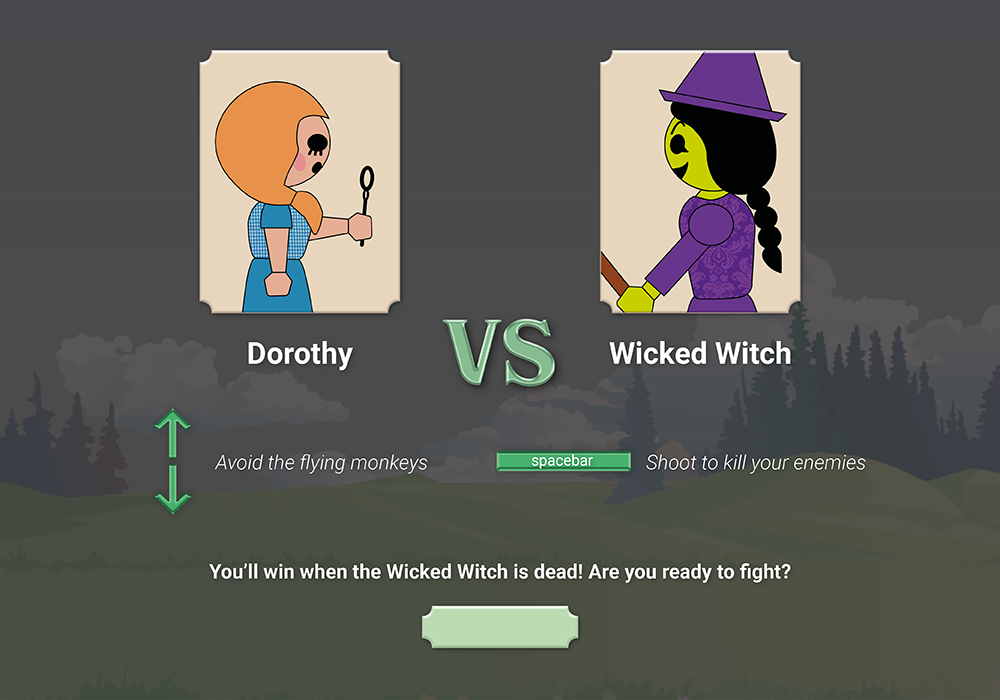 Dorothy
VS
Wicked Witch
Avoid the flying monkeys
spacebar
Shoot to kill your enemies
You’ll win when the Wicked Witch is dead! Are you ready to fight?